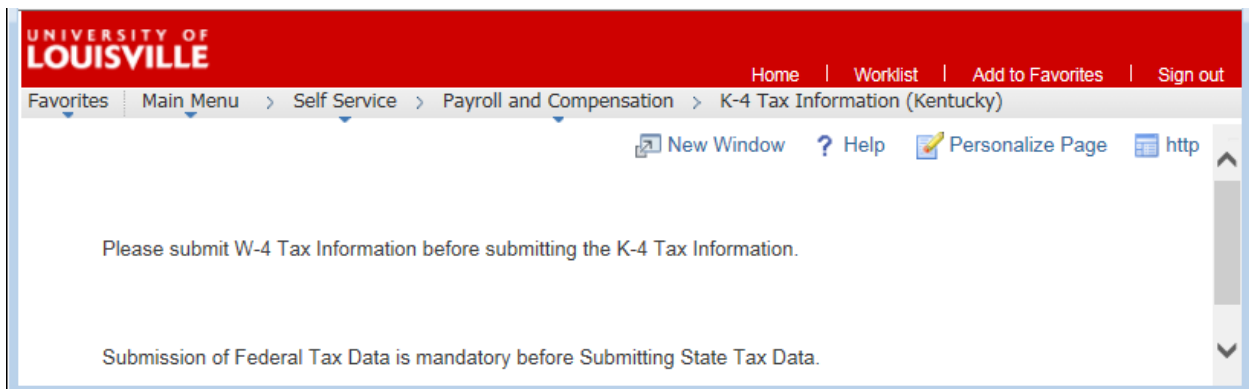 UNIVERSITY OF
LOUISVILLE
Home | Worklist | Add to Favorites | Sign out
Favorites Main Menu > Self Service > Payroll and Compensation > K-4 Tax Information (Kentucky)
New Window ? Help Personalize Page http
Please submit W-4 Tax Information before submitting the K-4 Tax Information.
Submission of Federal Tax Data is mandatory before Submitting State Tax Data.